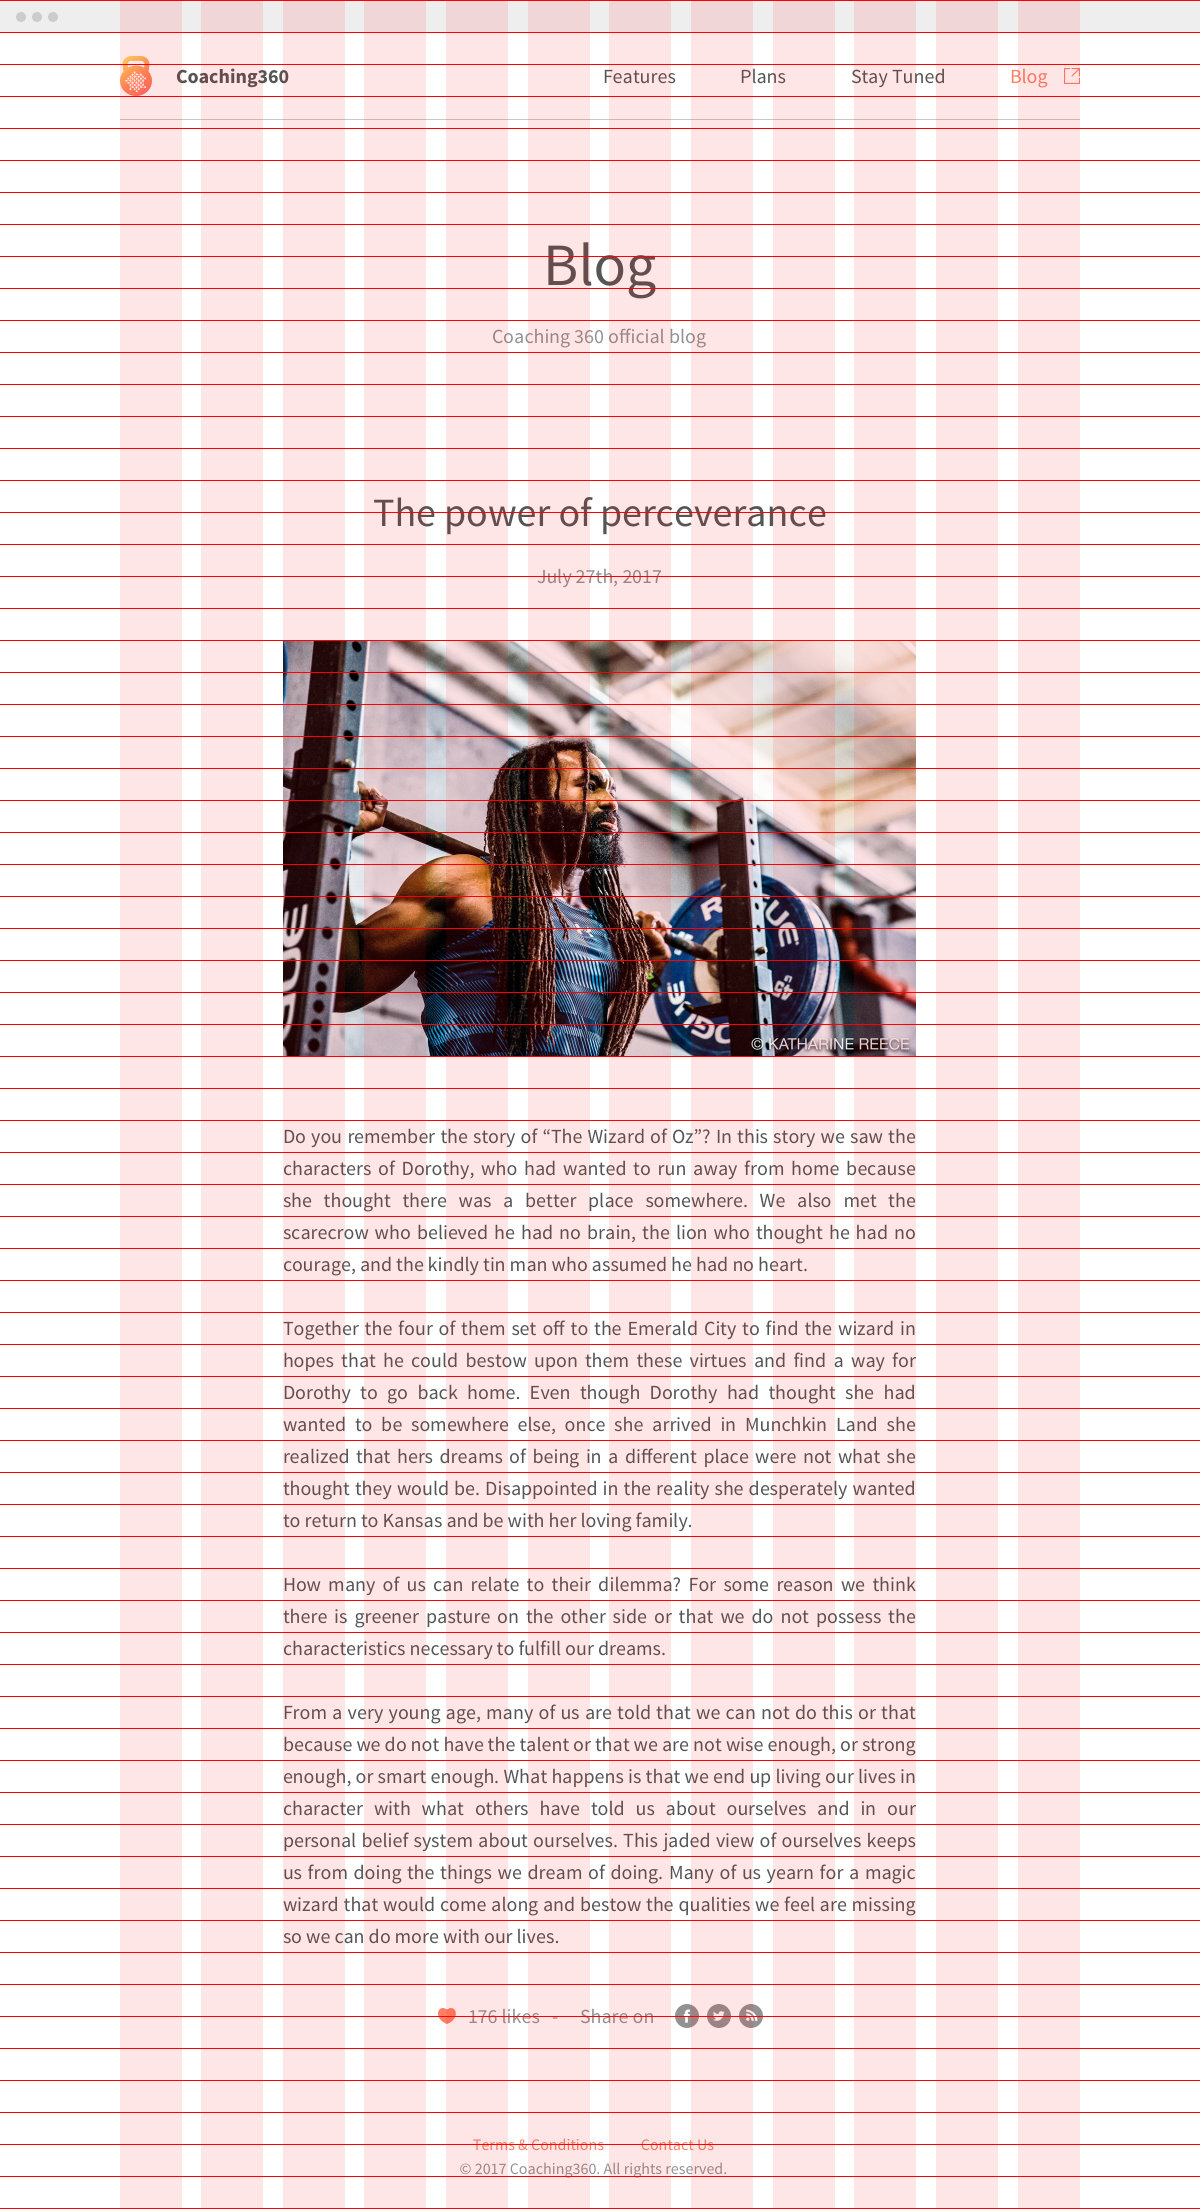 Coaching360
Features Plans Stay Tuned Blog
Blog
Coaching 360 official blog
The power of perceverance
July 27th, 2017
© KATHARINE REECE
Do you remember the story of “The Wizard of Oz”? In this story we saw the
characters of Dorothy, who had wanted to run away from home because
she thought there was a better place somewhere. We also met the
scarecrow who believed he had no brain, the lion who thought he had no
courage, and the kindly tin man who assumed he had no heart.
Together the four of them set off to the Emerald City to find the wizard in
hopes that he could bestow upon them these virtues and find a way for
Dorothy to go back home. Even though Dorothy had thought she had
wanted to be somewhere else, once she arrived in Munchkin Land she
realized that hers dreams of being in a different place were not what she
thought they would be. Disappointed in the reality she desperately wanted
to return to Kansas and be with her loving family.
How many of us can relate to their dilemma? For some reason we think
there is greener pasture on the other side or that we do not possess the
characteristics necessary to fulfill our dreams.
From a very young age, many of us are told that we can not do this or that
because we do not have the talent or that we are not wise enough, or strong
enough, or smart enough. What happens is that we end up living our lives in
character with what others have told us about ourselves and in our
personal belief system about ourselves. This jaded view of ourselves keeps
us from doing the things we dream of doing. Many of us yearn for a magic
wizard that would come along and bestow the qualities we feel are missing
so we can do more with our lives.
176 likes - Share on
Terms & Conditions Contact Us
© 2017 Coaching360. All rights reserved.